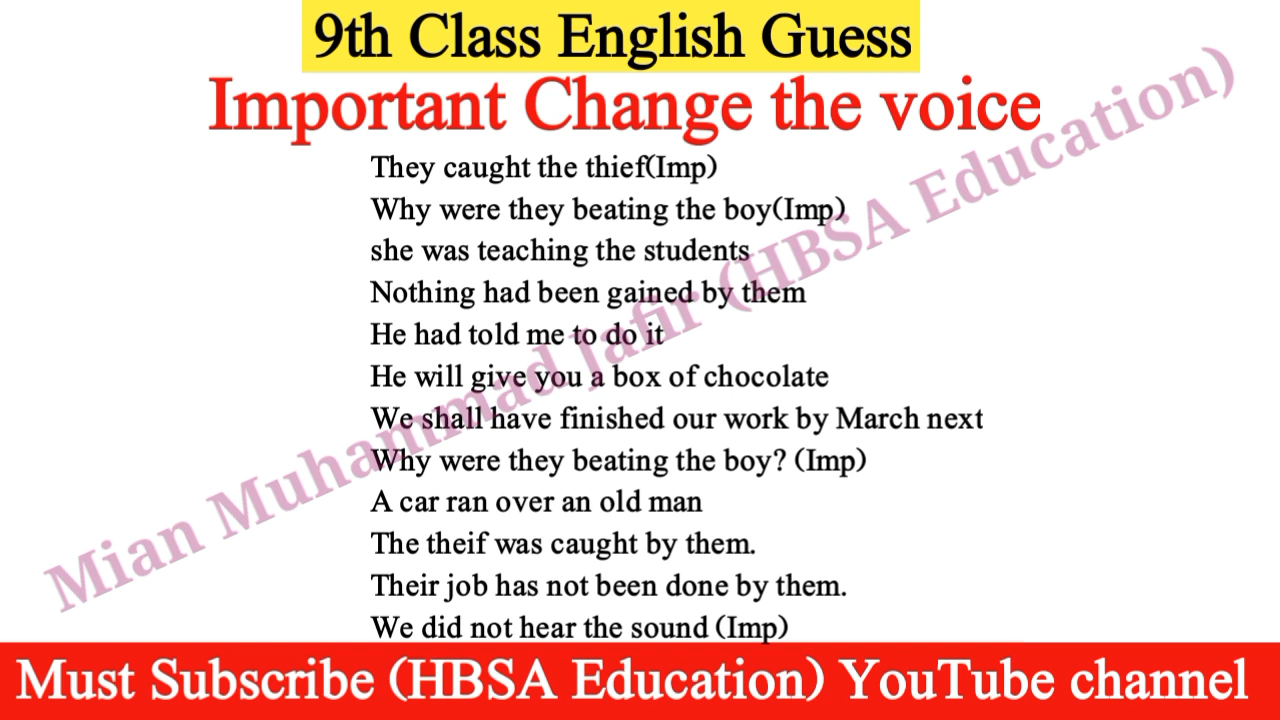 9th Class English Guess
Important Change the voice
They caught the thief(Imp)
Why were they beating the boy(Imp)
she was teaching the students
Nothing had been gained by them
He had told me to do it
He will give you a box of chocolate
We shall have finished our work by March next
Why were they beating the boy? (Imp)
A car ran over an old man
The theif was caught by them.
Their job has not been done by them.
We did not hear the sound (Imp)
Mian Muhammad Jafir (HBSA Education)
Must Subscribe (HBSA Education) YouTube channel